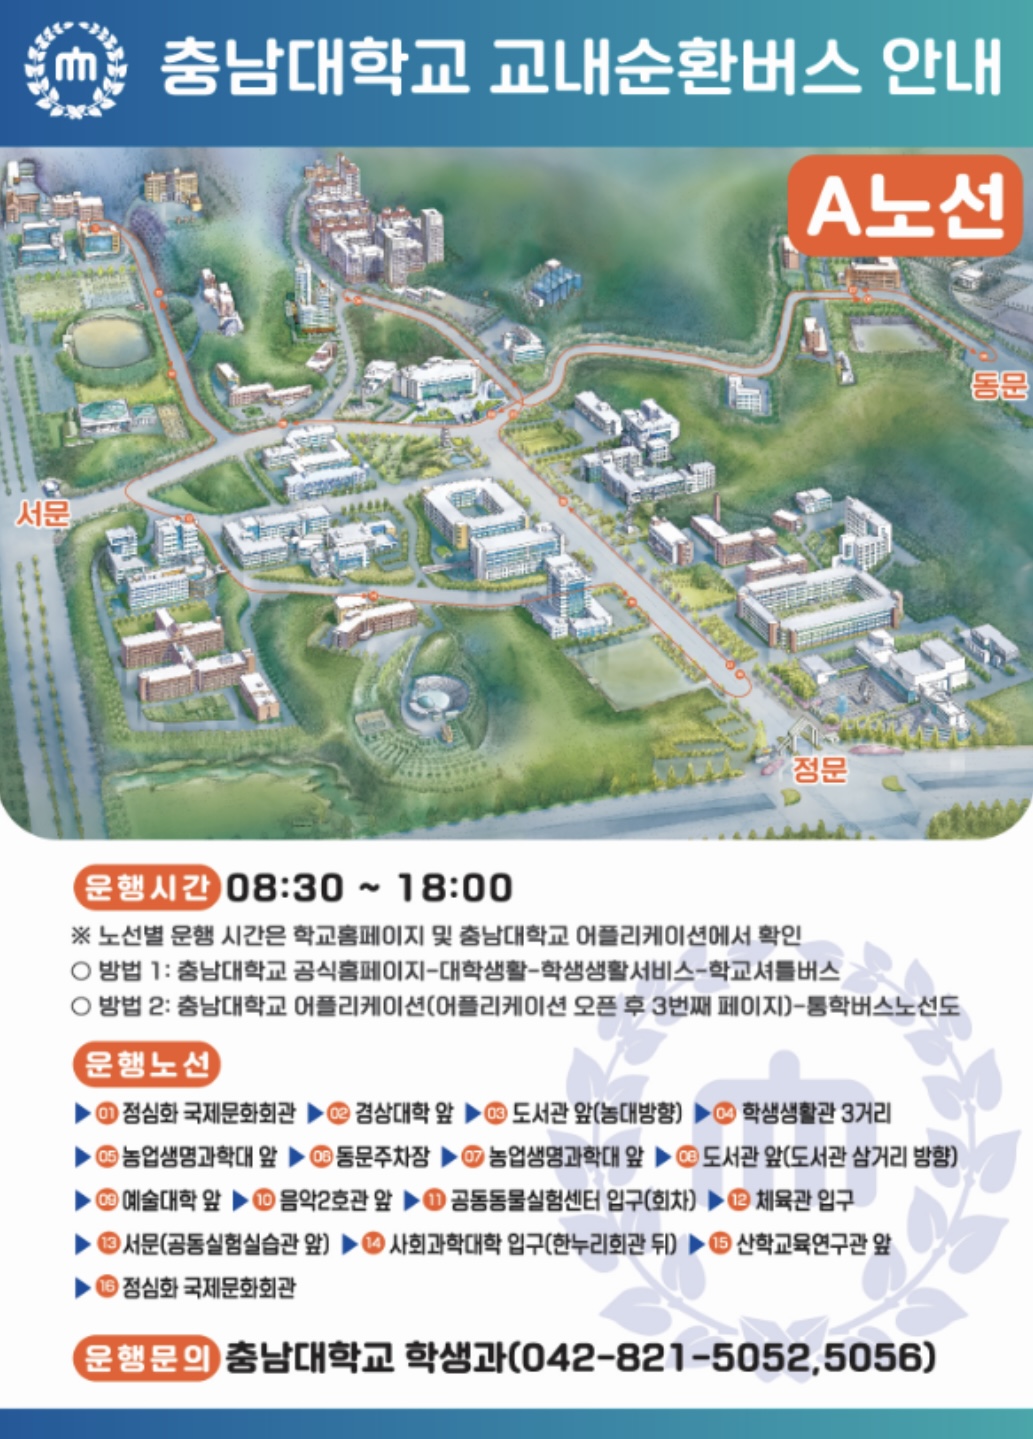 충남대학교 교내순환버스 안내
A노선
동문
서문
정문
운행시간 08:30 ~ 18:00
※ 노선별 운행 시간은 학교홈페이지 및 충남대학교 어플리케이션에서 확인
○ 방법 1: 충남대학교 공식홈페이지-대학생활-학생생활서비스-학교셔틀버스
○ 방법 2: 충남대학교 어플리케이션(어플리케이션 오픈 후 3번째 페이지)-통학버스노선도
운행노선
▶01 정심화 국제문화회관 ▶02 경상대학 앞 ▶03 도서관 앞(농대방향) ▶04 학생생활관 3거리
▶05 농업생명과학대 앞 ▶06 동문주차장 ▶07 농업생명과학대 앞 ▶08 도서관 앞(도서관 삼거리 방향)
▶09 예술대학 앞 ▶10 음악2호관 앞 ▶11 공동동물실험센터 입구(회차) ▶12 체육관 입구
▶13 서문(공동실험실습관 앞) ▶14 사회과학대학 입구(한누리회관 뒤) ▶15 산학교육연구관 앞
▶16 정심화 국제문화회관
운행문의 충남대학교 학생과(042-821-5052,5056)